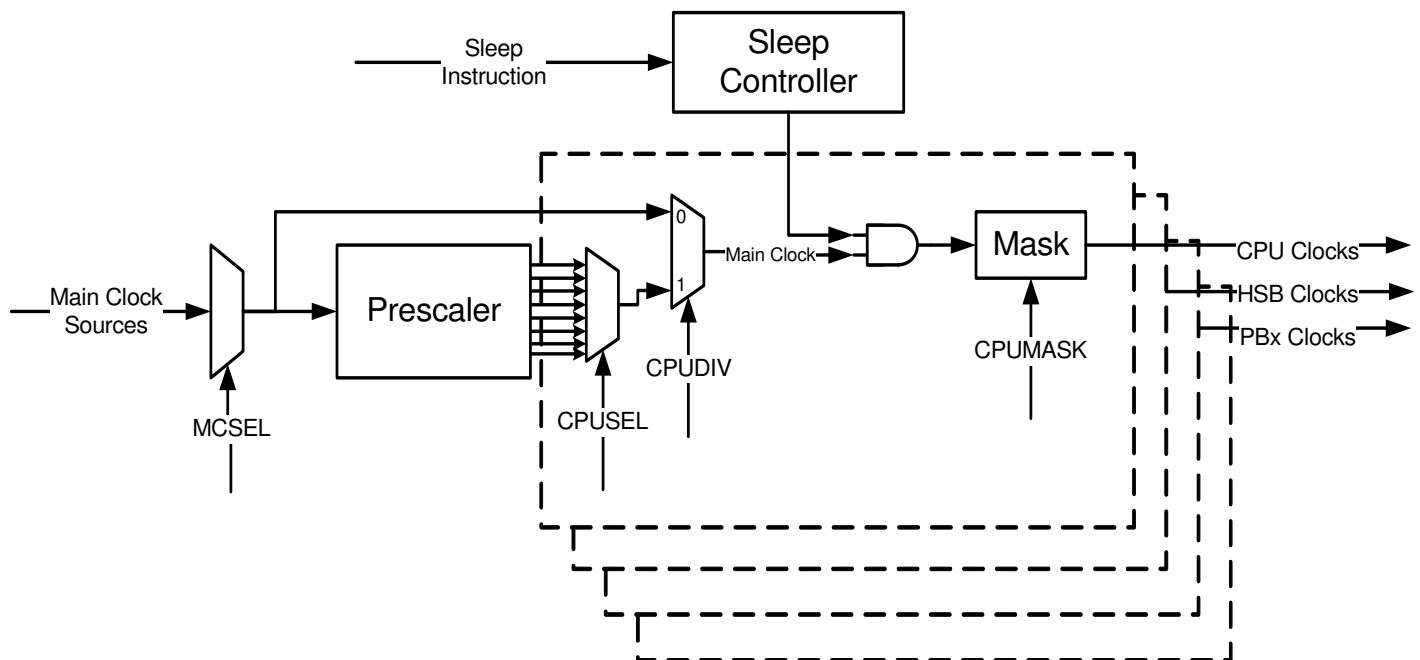 Sleep
Instruction
Sleep
Controller
0
1
Main Clock
Mask
CPU Clocks
HSB Clocks
PBx Clocks
Main Clock
Sources
Prescaler
MCSEL
CPUSEL
CPUDIV
CPUMASK